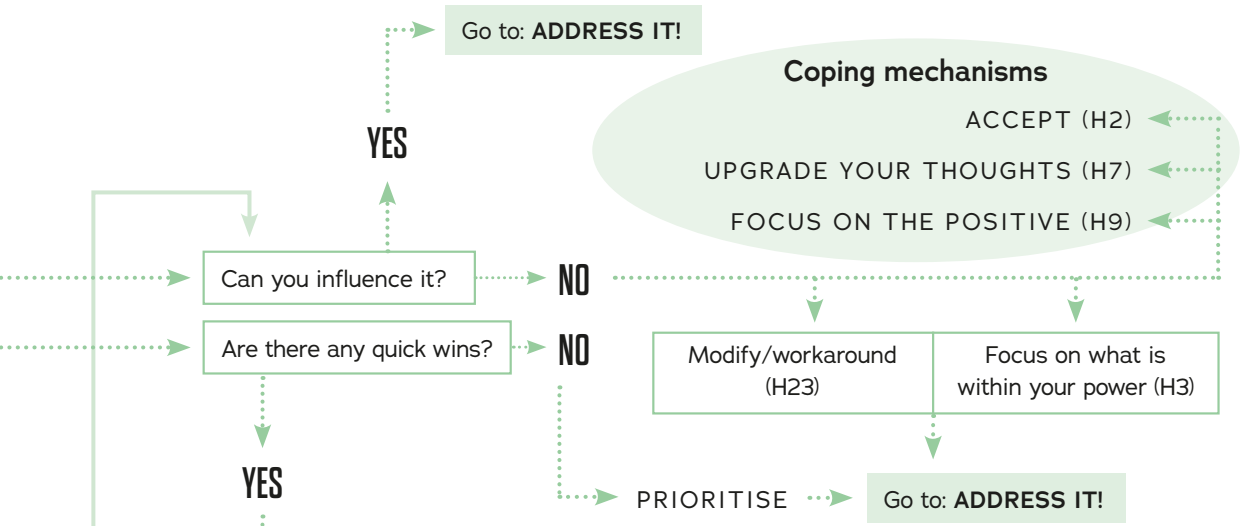 Go to: ADDRESS IT!
Coping mechanisms
ACCEPT (H2)
YES
UPGRADE YOUR THOUGHTS (H7)
FOCUS ON THE POSITIVE (H9)
Can you influence it?
NO
Are there any quick wins?
NO
Modify/workaround
(H23)
Focus on what is
within your power (H3)
YES
PRIORITISE
Go to: ADDRESS IT!